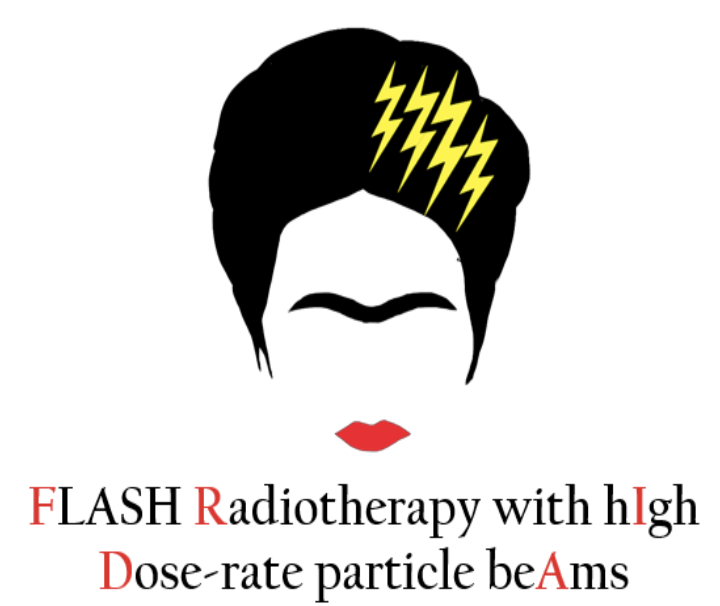 FLASH Radiotherapy with hIgh
Dose-rate particle beAms